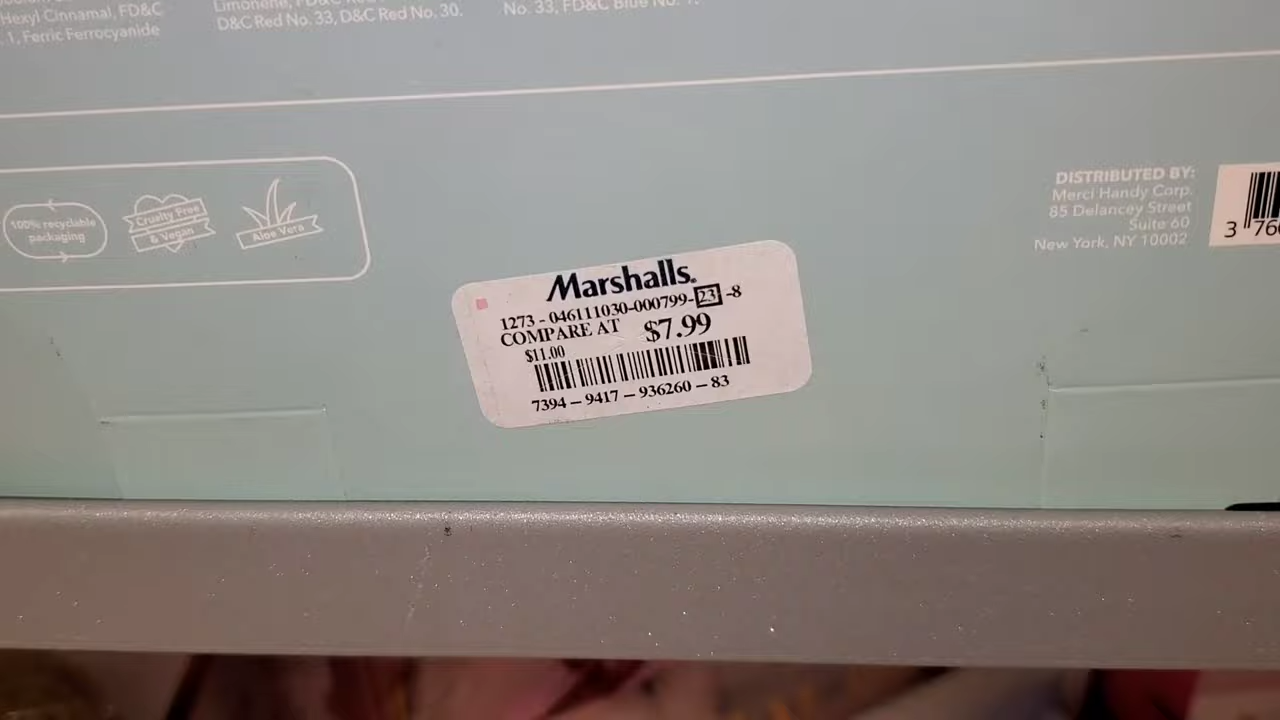 Hexyl Cinnamal, FD&C
. 1, Ferric Ferrocyanide
Limonene,
D&C Red No. 33, D&C Red No. 30.
No. 33, FD&C Blue No. 1.
100% recyclable
packaging
Cruelty Free
& Vegan
Aloe Vera
DISTRIBUTED BY:
Merci Handy Corp.
85 Delancey Street
Suite 60
New York, NY 10002
3 "76
Marshalls.
1273 - 046111030-000799-23 -8
COMPARE AT $7.99
$11.00
7394 – 9417 – 936260 – 83